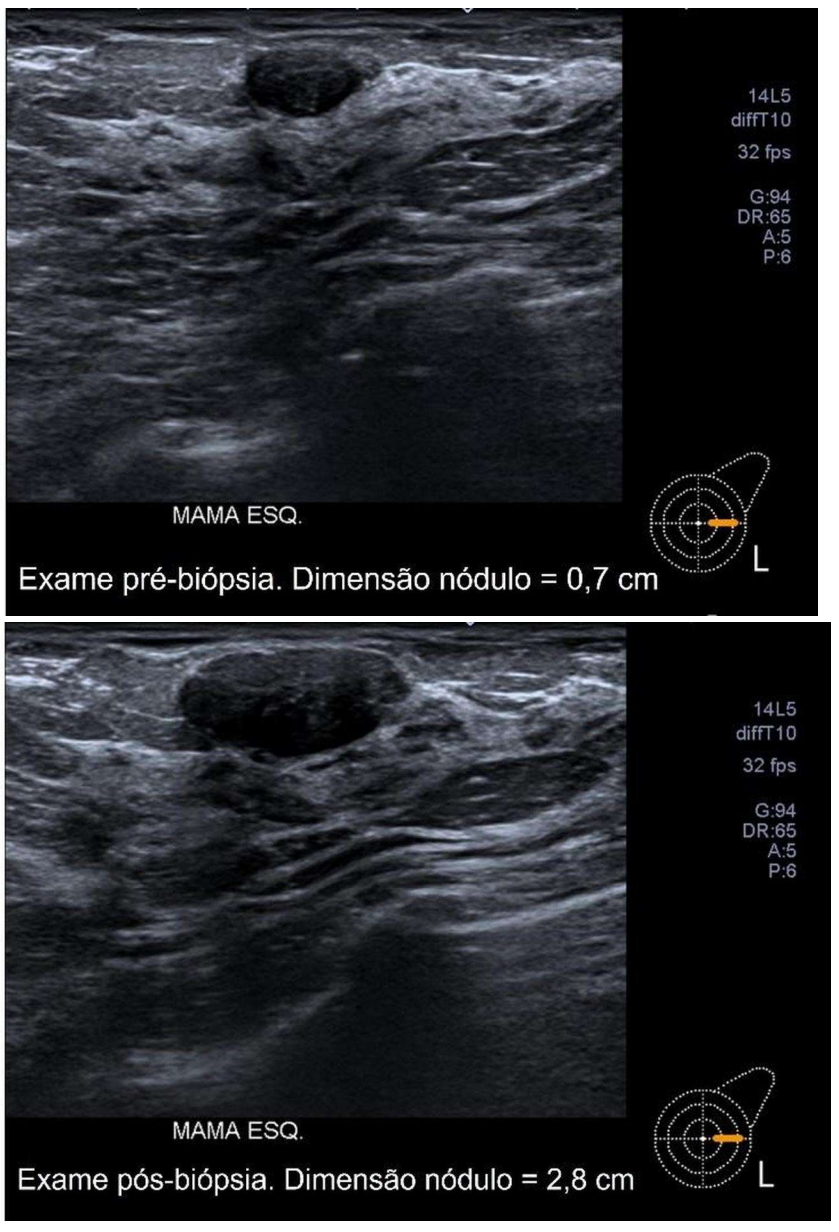 14L5
diffT10
32 fps
G:94
DR:65
A:5
P:6
MAMA ESQ.
L
Exame pré-biópsia. Dimensão nódulo = 0,7 cm
14L5
diffT10
32 fps
G:94
DR:65
A:5
P:6
MAMA ESQ.
L
Exame pós-biópsia. Dimensão nódulo = 2,8 cm